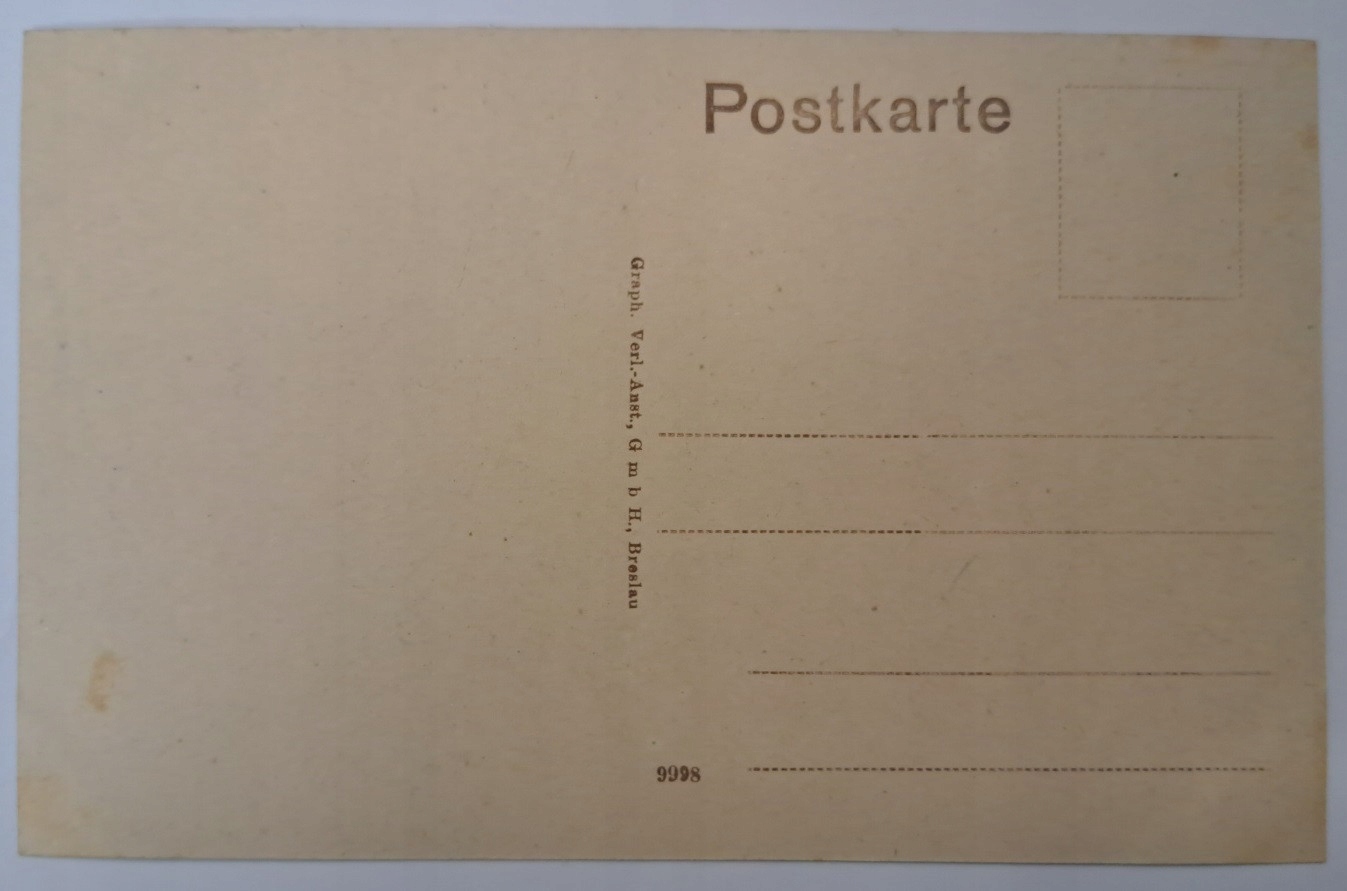 Postkarte
Graph. Verl.-Anst., G m b H., Breslau
9998